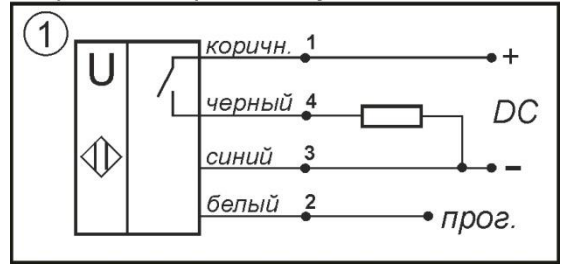 1
U
коричн. 1
+
черный 4
DC
синий 3
-
белый 2
прог.